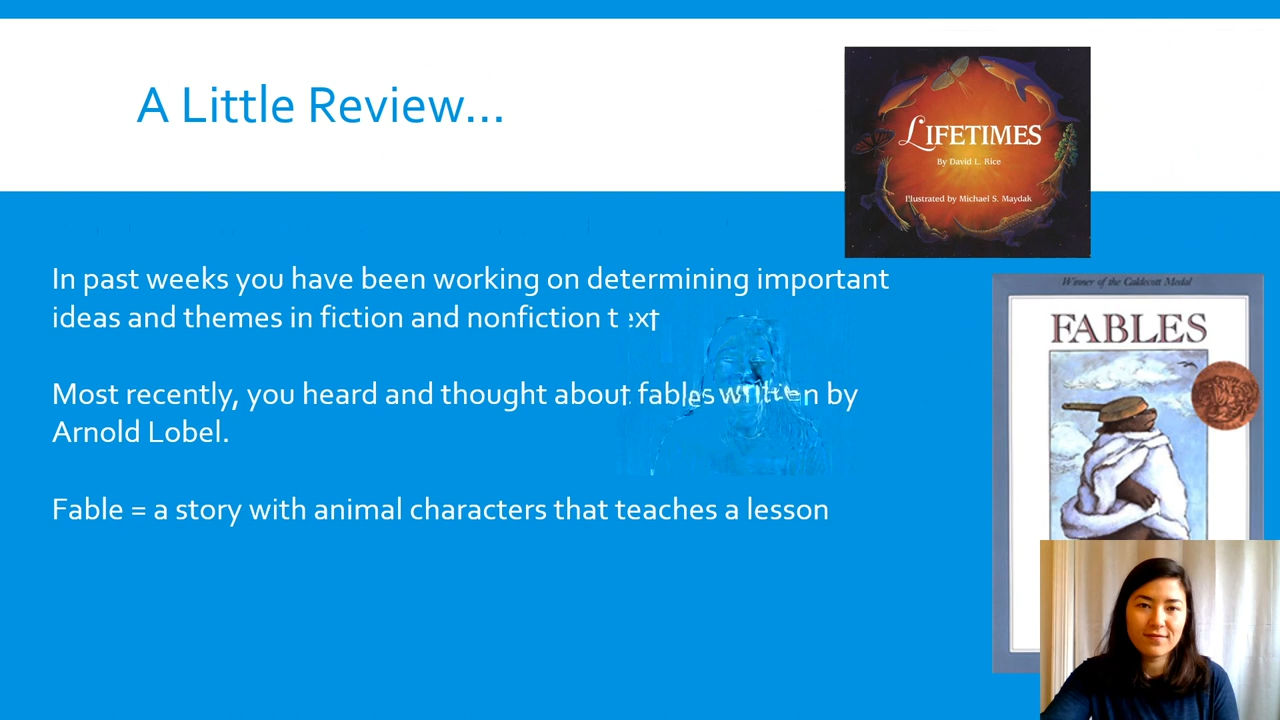 A Little Review...
LIFETIMES
By David L. Rice
Illustrated by Michael S. Maydak
In past weeks you have been working on determining important
ideas and themes in fiction and nonfiction text
Most recently, you heard and thought about fables written by
Arnold Lobel.
Fable = a story with animal characters that teaches a lesson
Winner of the Caldecott Medal
FABLES